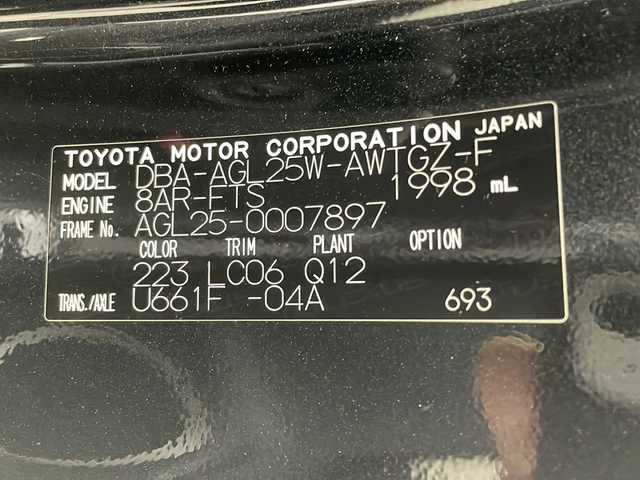 TOYOTA MOTOR CORPORATION JAPAN
MODEL DBA-AGL25W-AWTGZ-F
ENGINE 8AR-FTS 1998 mL
FRAME No. AGL25-0007897
COLOR TRIM PLANT OPTION
223 LC06 Q12
TRANS./AXLE U661F -04A 693